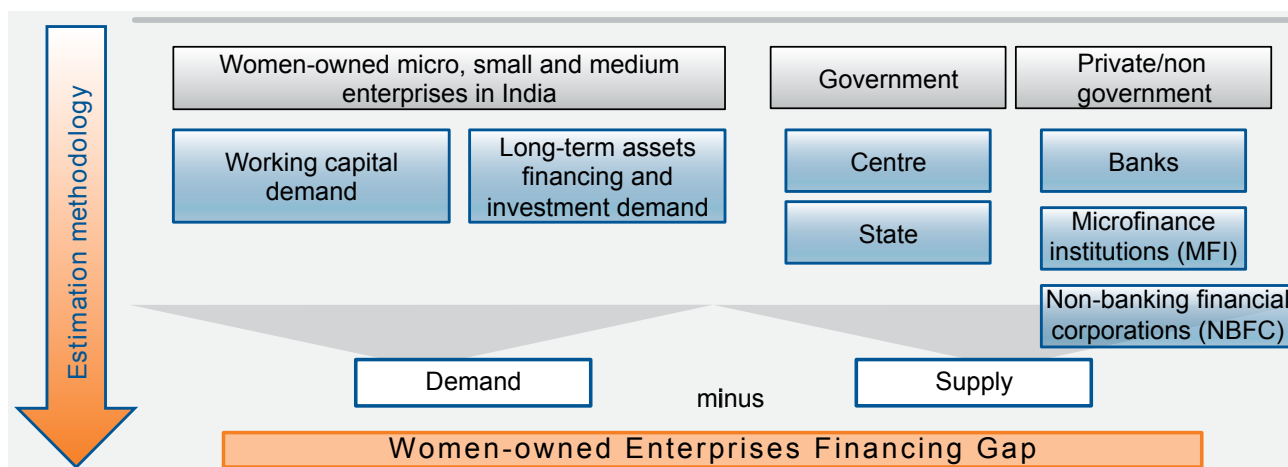 Estimation methodology
Women-owned micro, small and medium
enterprises in India
Government
Private/non
government
Working capital
demand
Long-term assets
financing and
investment demand
Centre
State
Banks
Microfinance
institutions (MFI)
Non-banking financial
corporations (NBFC)
Demand
minus
Supply
Women-owned Enterprises Financing Gap